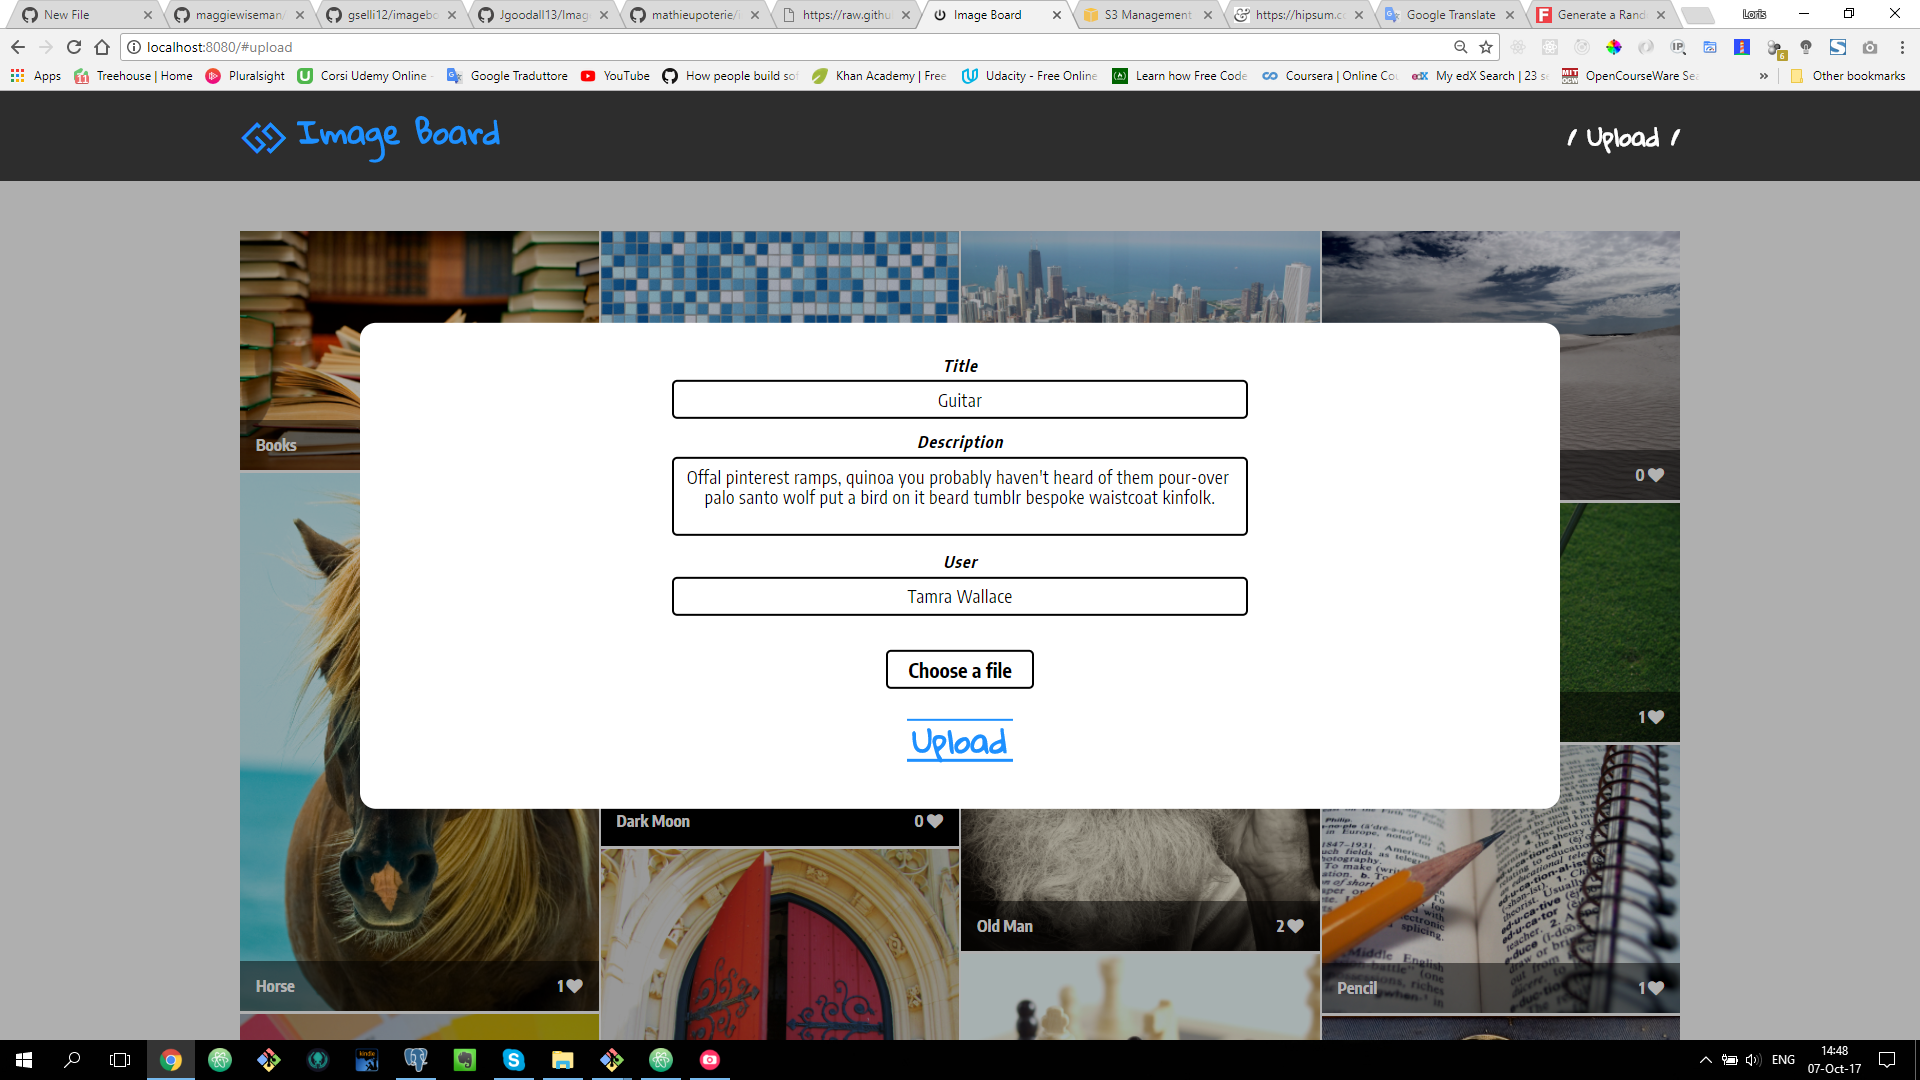 New File
maggiewiseman/
gselli12/imagebo
Jgoodall13/Imag
mathieupoterie/i
https://raw.githu
Image Board
S3 Management
https://hipsum.co
Google Translate
Generate a Rand
Loris
localhost:8080/#upload
Apps
Treehouse | Home
Pluralsight
Corsi Udemy Online
Google Traduttore
YouTube
How people build sof
Khan Academy | Free
Udacity - Free Online
Learn how Free Code
Coursera | Online Cou
My edX Search | 23 se
OpenCourseWare Sea
»
Other bookmarks
Image Board
/ Upload /
Books
0
Title
Guitar
Description
Offal pinterest ramps, quinoa you probably haven't heard of them pour-over
palo santo wolf put a bird on it beard tumblr bespoke waistcoat kinfolk.
User
Tamra Wallace
Choose a file
Upload
1
Dark Moon
0
Old Man
2
Horse
1
Pencil
1
ENG
14:48
07-Oct-17